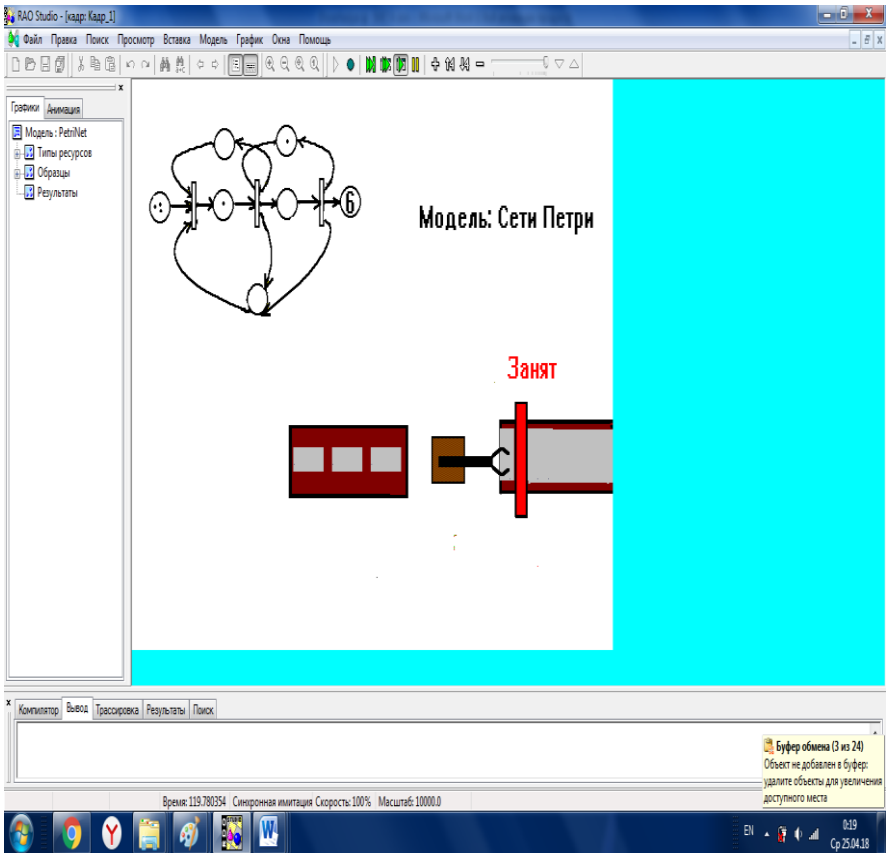 RAO Studio - [кадр: Кадр_1]
Файл Правка Поиск Просмотр Вставка Модель График Окна Помощь
Графики Анимация
Модель : PetriNet
Типы ресурсов
Образцы
Результаты
6
Модель: Сети Петри
Занят
Компилятор Вывод Трассировка Результаты Поиск
Буфер обмена (3 из 24)
Объект не добавлен в буфер:
удалите объекты для увеличения
доступного места
Время: 119.780354 Синхронная имитация Скорость: 100% Масштаб: 10000.0
EN
0:19
Ср 25.04.18